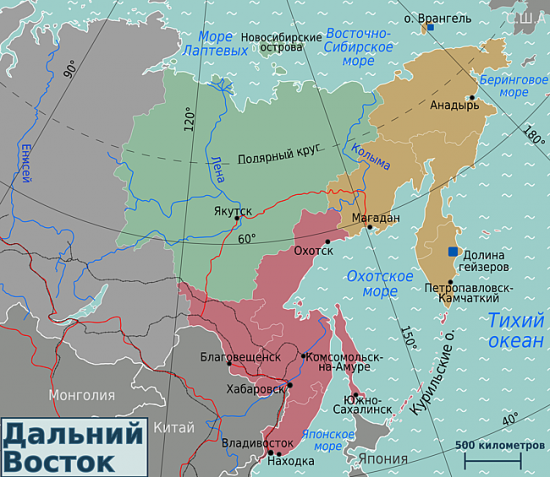 о. Врангель
США
Море
Лаптевых
Новосибирские
острова
Восточно-
Сибирское
море
Беринговое
море
90°
120°
Анадырь
180°
Енисей
Лена
Полярный круг
Колыма
Якутск
Магадан
60°
Охотск
Долина
гейзеров
Охотское
море
Петропавловск-
Камчатский
Тихий
океан
150°
Курильские о.
Благовещенск
Комсомольск-
на-Амуре
Хабаровск
Монголия
Южно-
Сахалинск
40°
Китай
Дальний
Восток
Владивосток
Японское
море
Находка
Япония
500 километров